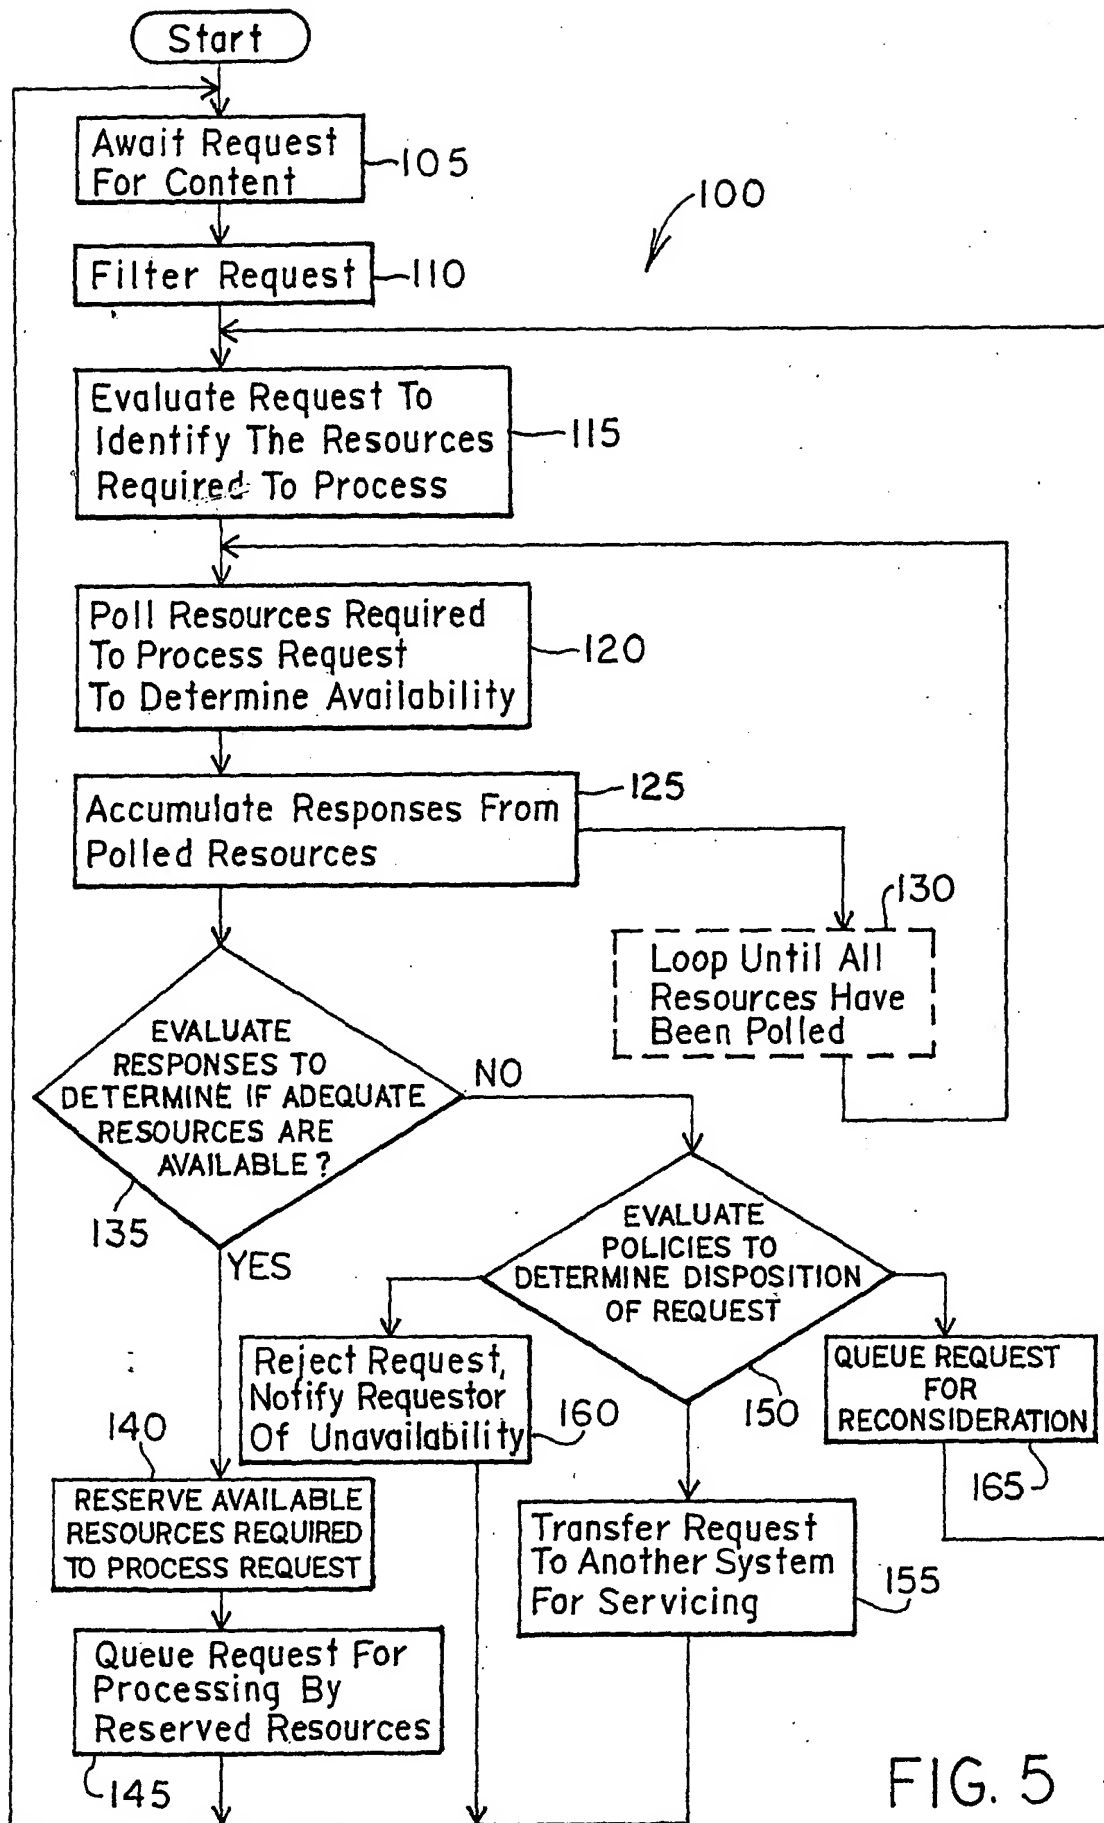 Start
Await Request
For Content
105
100
Filter Request
110
Evaluate Request To
Identify The Resources
Required To Process
115
Poll Resources Required
To Process Request
To Determine Availability
120
Accumulate Responses From
Polled Resources
125
130
Loop Until All
Resources Have
Been Polled
EVALUATE
RESPONSES TO
DETERMINE IF ADEQUATE
RESOURCES ARE
AVAILABLE?
135
NO
YES
EVALUATE
POLICIES TO
DETERMINE DISPOSITION
OF REQUEST
150
Reject Request,
Notify Requestor
Of Unavailability
160
QUEUE REQUEST
FOR
RECONSIDERATION
165
140
RESERVE AVAILABLE
RESOURCES REQUIRED
TO PROCESS REQUEST
Transfer Request
To Another System
For Servicing
155
Queue Request For
Processing By
Reserved Resources
145
FIG. 5